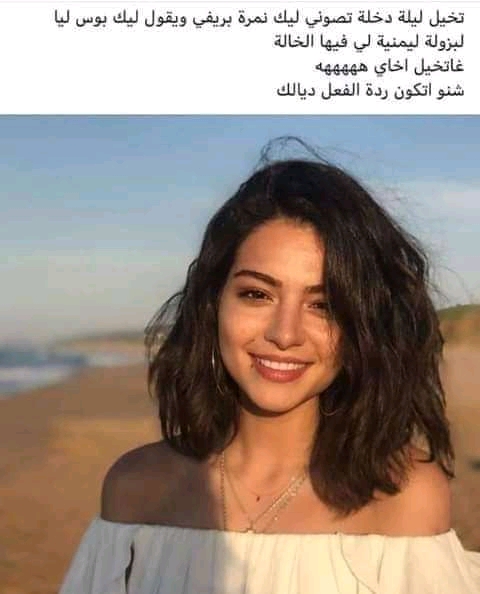 تخيل ليلة دخلة تصوني ليك نمرة بريفي ويقول ليك بوس ليا
لبزولة ليمنية لي فيها الخالة
غاتخيل اخاي هههههه
شنو اتكون ردة الفعل ديالك